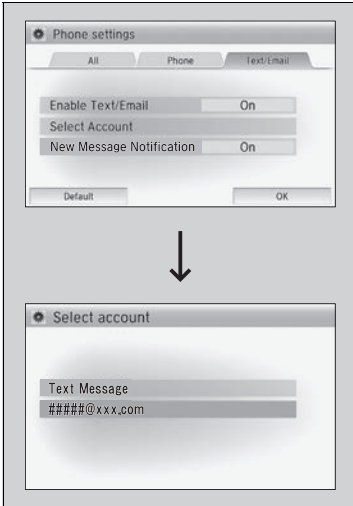 Phone settings
All Phone Text/Email
Enable Text/Email On
Select Account
New Message Notification On
Default OK
Select account
Text Message
#####@xxx.com